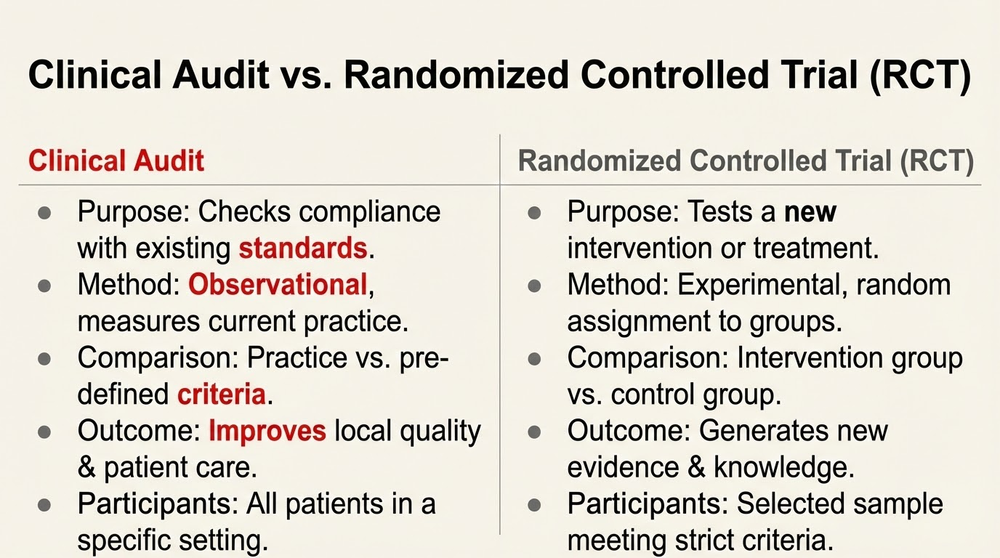 Clinical Audit vs. Randomized Controlled Trial (RCT)
Clinical Audit
Purpose: Checks compliance
with existing standards.
Method: Observational,
measures current practice.
Comparison: Practice vs. pre-
defined criteria.
Outcome: Improves local quality
& patient care.
Participants: All patients in a
specific setting.
Randomized Controlled Trial (RCT)
Purpose: Tests a new
intervention or treatment.
Method: Experimental, random
assignment to groups.
Comparison: Intervention group
vs. control group.
Outcome: Generates new
evidence & knowledge.
Participants: Selected sample
meeting strict criteria.